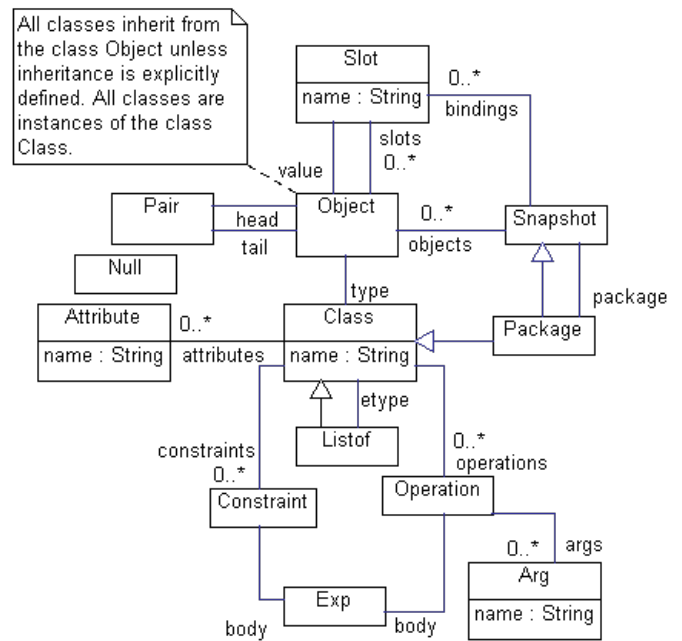 All classes inherit from
the class Object unless
inheritance is explicitly
defined. All classes are
instances of the class
Class.
Slot
name : String
0..*
bindings
slots
0..*
value
Pair
head
tail
Object
0..*
objects
Snapshot
Null
type
package
Attribute
name : String
0..*
attributes
Class
name : String
Package
etype
Listof
constraints
0..*
Constraint
0..*
operations
Operation
0..*
args
Arg
name : String
Exp
body
body